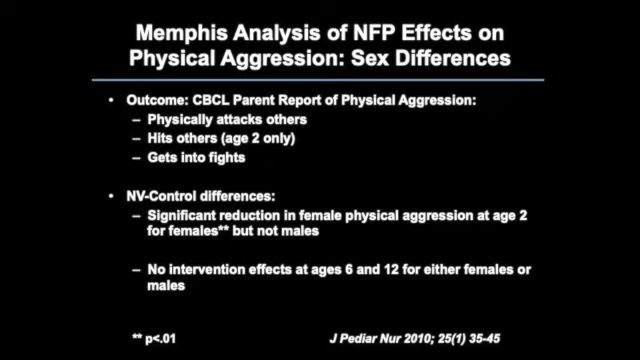 Memphis Analysis of NFP Effects on
Physical Aggression: Sex Differences
• Outcome: CBCL Parent Report of Physical Aggression:
– Physically attacks others
– Hits others (age 2 only)
– Gets into fights
• NV-Control differences:
– Significant reduction in female physical aggression at age 2
for females** but not males
– No intervention effects at ages 6 and 12 for either females or
males
** p<.01
J Pediar Nur 2010; 25(1) 35-45